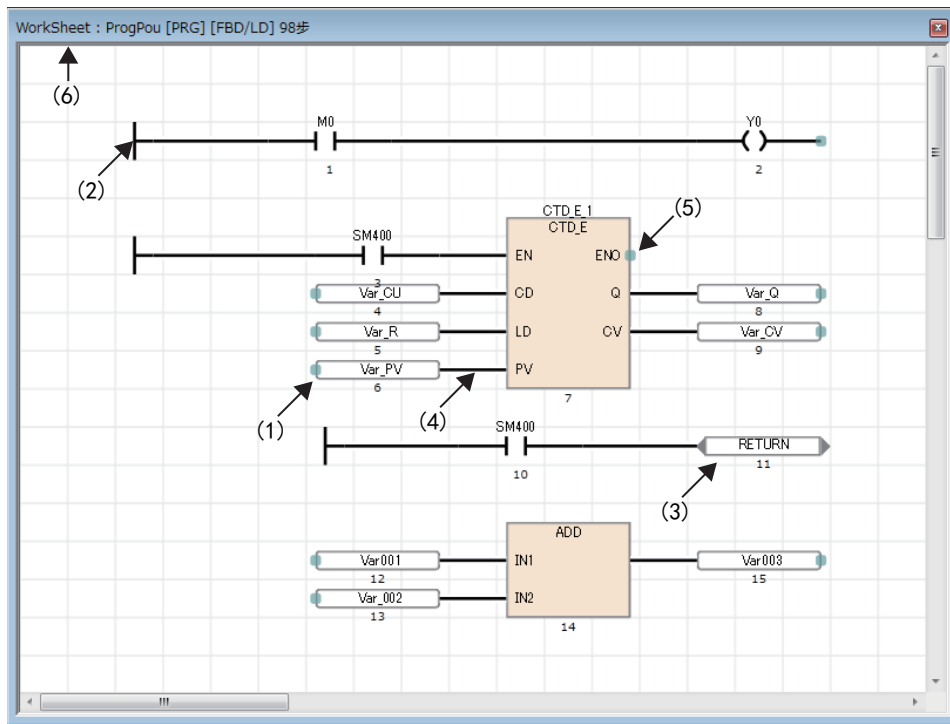 WorkSheet : ProgPou [PRG] [FBD/LD] 98步
(6)
M0 Y0
(2)
1 2
CTD_E_1
(5)
CTD_E
SM400
EN ENO
3
Var_CU CD Q Var_Q
4 8
Var_R LD CV Var_CV
5 9
Var_PV PV
6
7
(1) (4)
SM400
RETURN
10 11
(3)
ADD
Var001 IN1 Var003
12 15
Var_002 IN2
13
14